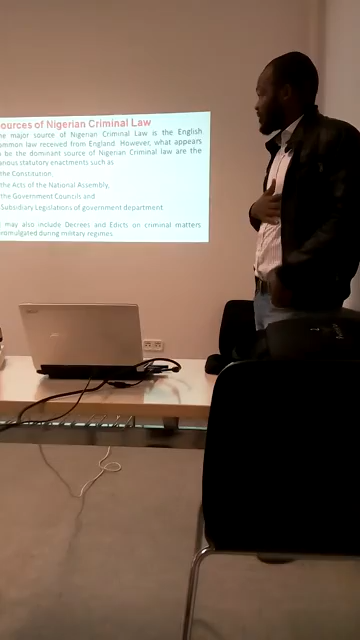 ources of Nigerian Criminal Law
he major source of Nigerian Criminal Law is the English
ommon law received from England. However, what appears
o be the dominant source of Nigerian Criminal law are the
arious statutory enactments such as
the Constitution,
the Acts of the National Assembly,
the Government Councils and
Subsidiary Legislations of government department
t may also include Decrees and Edicts on criminal matters
romulgated during military regimes.